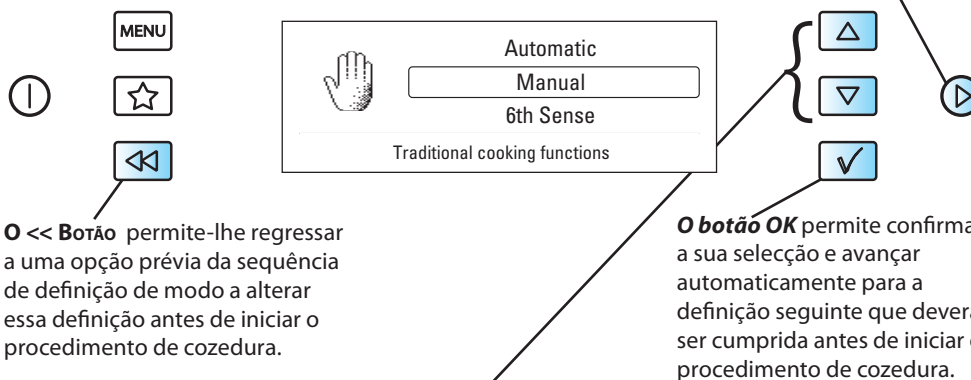 MENU
Automatic
Manual
6th Sense
Traditional cooking functions
O << Botão permite-lhe regressar
a uma opção prévia da sequência
de definição de modo a alterar
essa definição antes de iniciar o
procedimento de cozedura.
O botão OK permite confirma
a sua selecção e avançar
automaticamente para a
definição seguinte que dever
ser cumprida antes de iniciar
procedimento de cozedura.